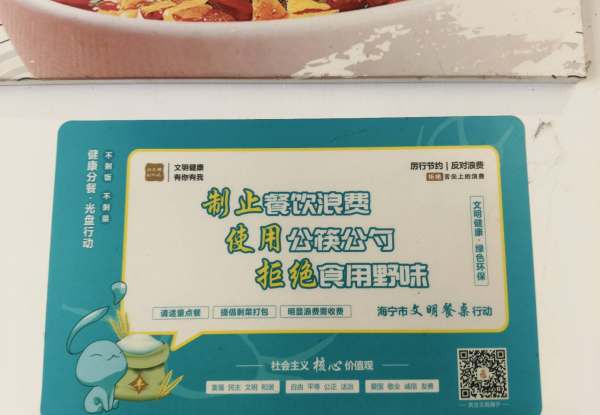 不剩饭 不剩菜
健康分餐·光盘行动
文明健康
有你有我
厉行节约｜反对浪费
拒绝 舌尖上的浪费
制止餐饮浪费
使用公筷公勺
拒绝食用野味
文明健康·绿色环保
请适量点餐 提倡剩菜打包 明显浪费需收费
海宁市文明餐桌行动
社会主义核心价值观
富强 民主 文明 和谐 自由 平等 公正 法治 爱国 敬业 诚信 友善